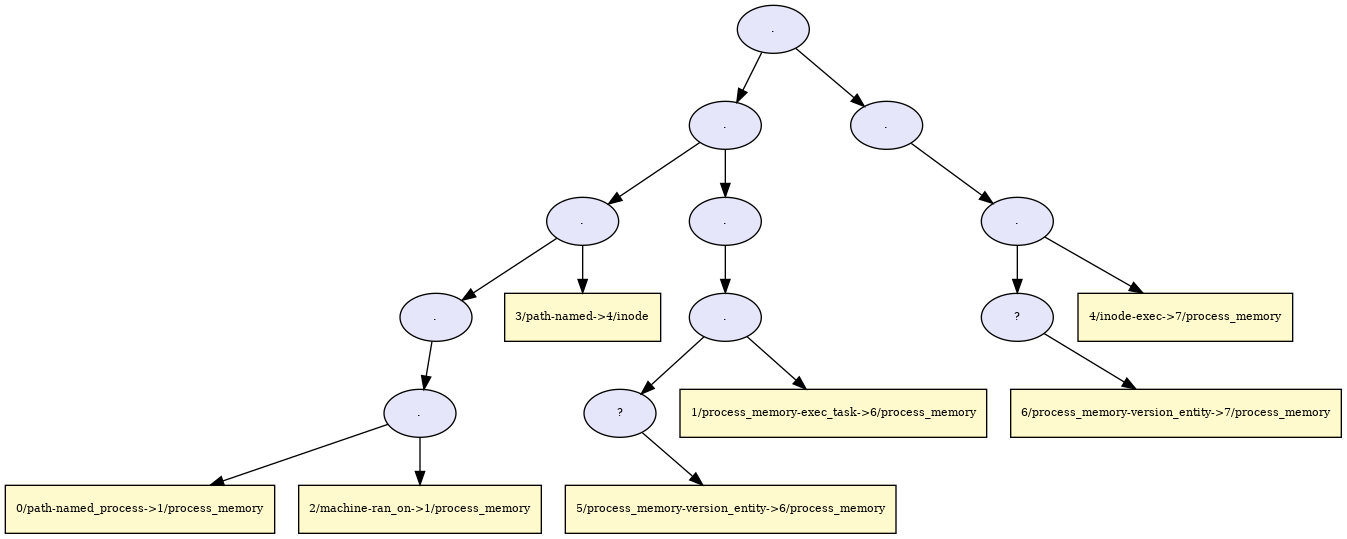 .
.
.
.
.
.
.
3/path-named->4/inode
.
?
4/inode-exec->7/process_memory
.
?
1/process_memory-exec_task->6/process_memory
6/process_memory-version_entity->7/process_memory
0/path-named_process->1/process_memory
2/machine-ran_on->1/process_memory
5/process_memory-version_entity->6/process_memory